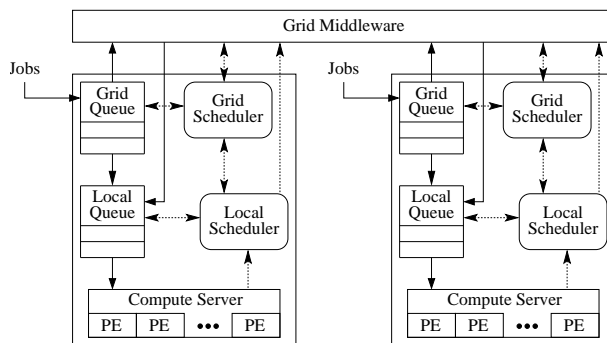 Grid Middleware
Jobs
Grid
Queue
Grid
Scheduler
Local
Queue
Local
Scheduler
Compute Server
PE PE ••• PE
Jobs
Grid
Queue
Grid
Scheduler
Local
Queue
Local
Scheduler
Compute Server
PE PE ••• PE